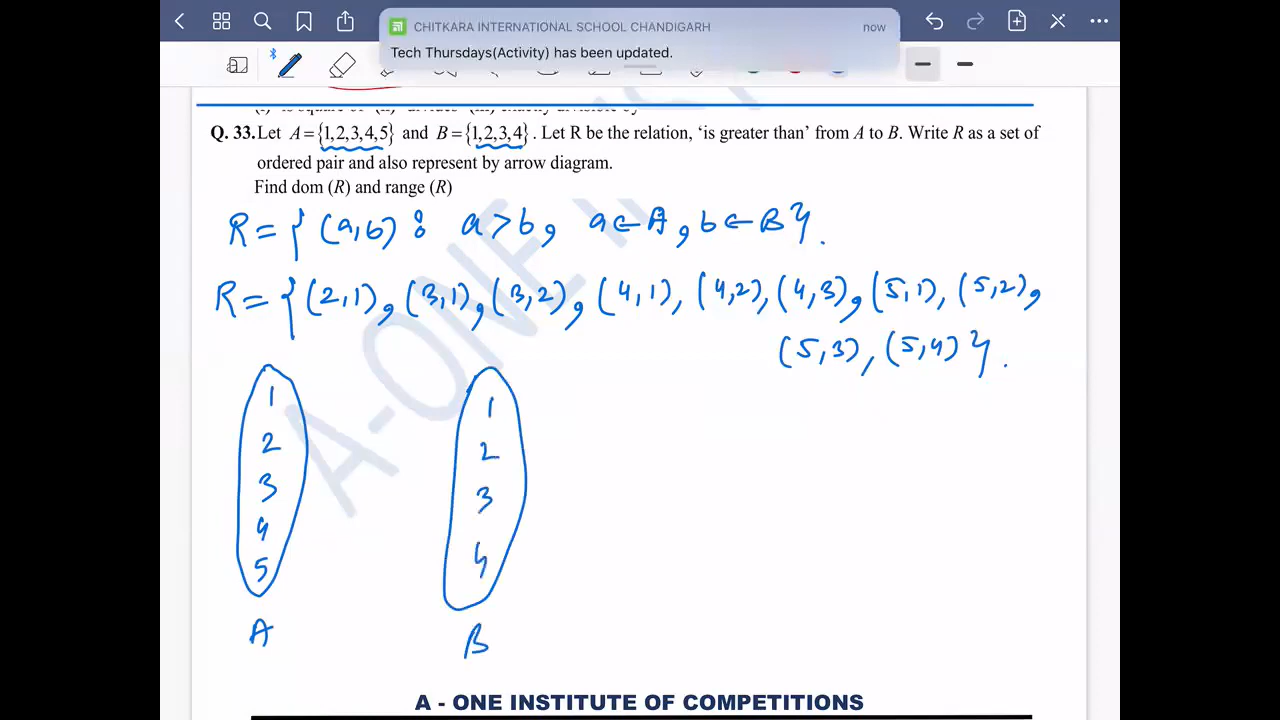 CHITKARA INTERNATIONAL SCHOOL CHANDIGARH now
Tech Thursdays(Activity) has been updated.
Q. 33. Let A = {1,2,3,4,5} and B = {1,2,3,4}. Let R be the relation, ‘is greater than’ from A to B. Write R as a set of
ordered pair and also represent by arrow diagram.
Find dom (R) and range (R)
R = { (a,b) : a > b, a ∈ A, b ∈ B }.
R = { (2,1), (3,1), (3,2), (4,1), (4,2), (4,3), (5,1), (5,2),
(5,3), (5,4) }.
1 1
2 2
3 3
4 4
5
A B
A - ONE INSTITUTE OF COMPETITIONS